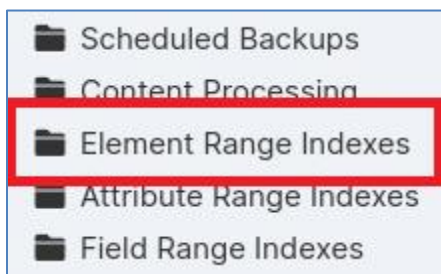 Scheduled Backups
Content Processing
Element Range Indexes
Attribute Range Indexes
Field Range Indexes